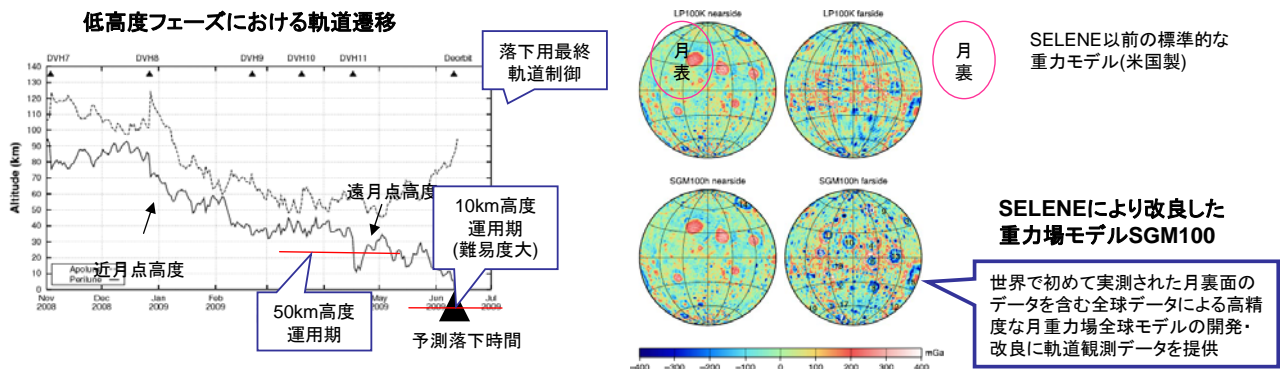 低高度フェーズにおける軌道遷移
DVH7 DVH8 DVH9 DVH10 DVH11 Deorbit
落下用最終
軌道制御
140
130
120
110
100
90
80
70
60
50
40
30
20
10
0
Altitude (km)
遠月点高度
近月点高度
Perilune
10km高度
運用期
(難易度大)
50km高度
運用期
Nov
2008
Dec
2008
Jan
2009
Feb
2009
May
2009
Jun
2009
Jul
2009
予測落下時間
LP100K nearside
LP100K farside
月
表
月
裏
SELENE以前の標準的な
重力モデル(米国製)
SGM100h nearside
SGM100h farside
SELENEにより改良した
重力場モデルSGM100
世界で初めて実測された月裏面の
データを含む全球データによる高精
度な月重力場全球モデルの開発・
改良に軌道観測データを提供
mGa
−400 −300 −200 −100 0 100 200 300 400